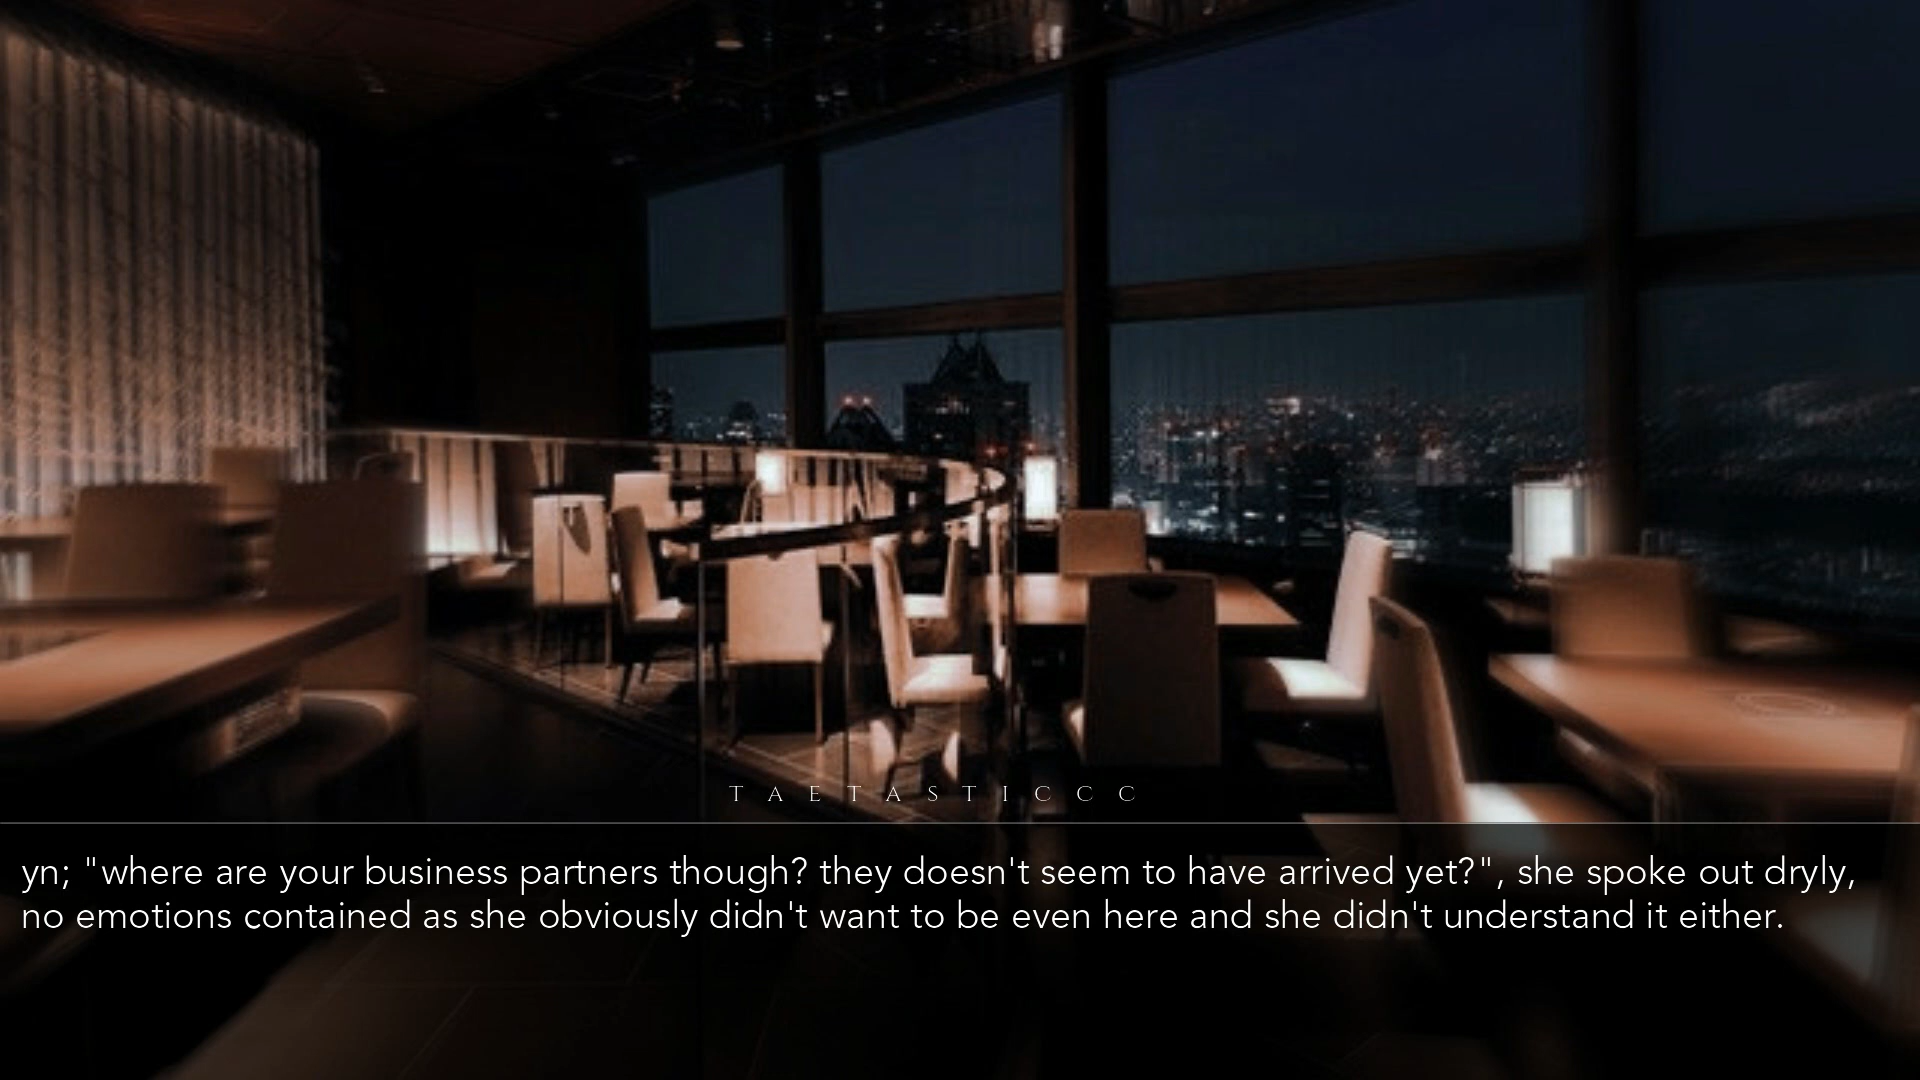 TAETASTICCC
yn; "where are your business partners though? they doesn't seem to have arrived yet?", she spoke out dryly,
no emotions contained as she obviously didn't want to be even here and she didn't understand it either.